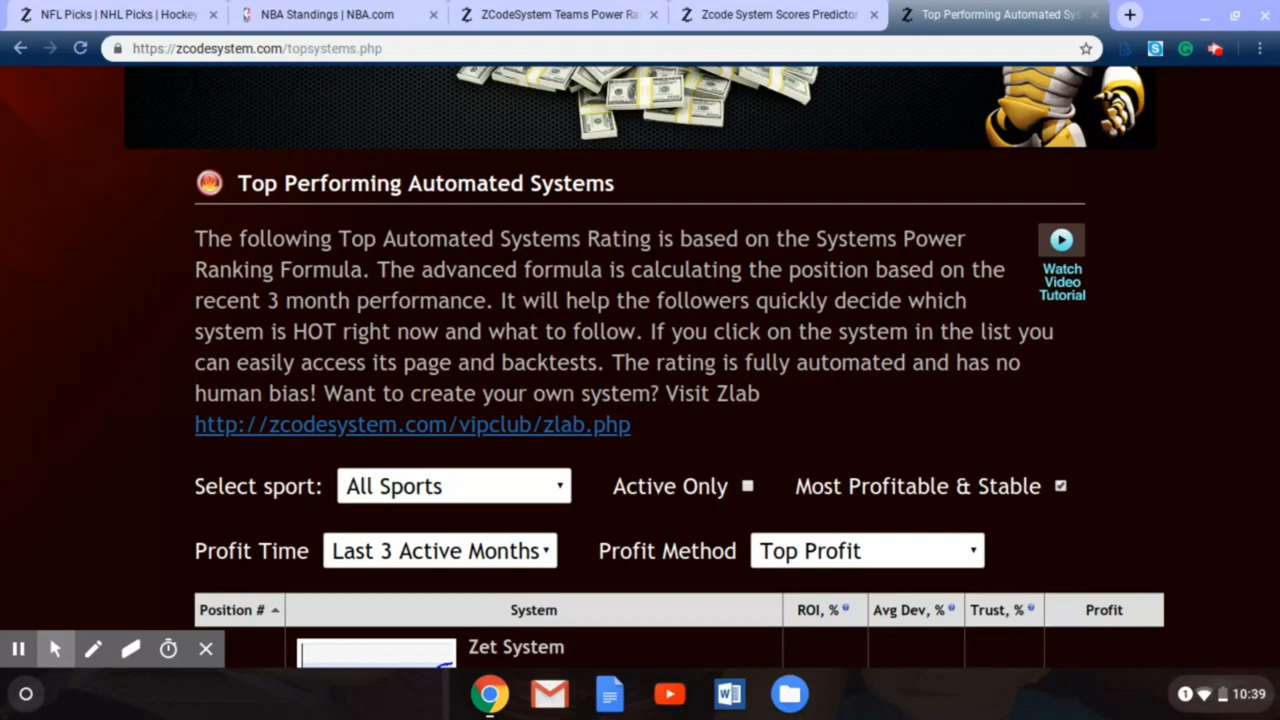 NFL Picks | NHL Picks | Hockey
NBA Standings | NBA.com
ZCodeSystem Teams Power Ra
Zcode System Scores Predictor
Top Performing Automated Sys
https://zcodesystem.com/topsystems.php
Top Performing Automated Systems
The following Top Automated Systems Rating is based on the Systems Power
Ranking Formula. The advanced formula is calculating the position based on the
recent 3 month performance. It will help the followers quickly decide which
system is HOT right now and what to follow. If you click on the system in the list you
can easily access its page and backtests. The rating is fully automated and has no
human bias! Want to create your own system? Visit Zlab
http://zcodesystem.com/vipclub/zlab.php
Watch
Video
Tutorial
Select sport: All Sports Active Only Most Profitable & Stable
Profit Time Last 3 Active Months Profit Method Top Profit
Position # System ROI, % Avg Dev, % Trust, % Profit
Zet System
1 10:39